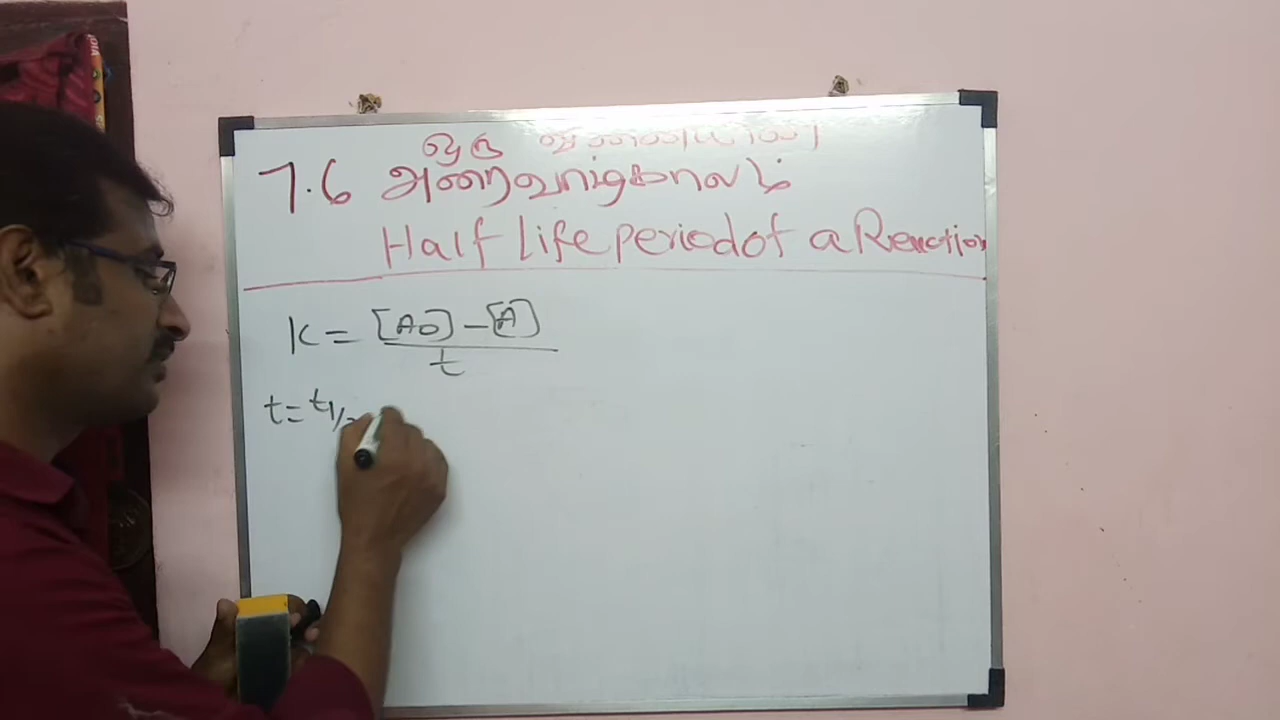 ஒரு வினையின்
7.6 அரைவாழ்காலம்
Half life period of a Reaction
K = [A0] - [A]
t
t = t1/2